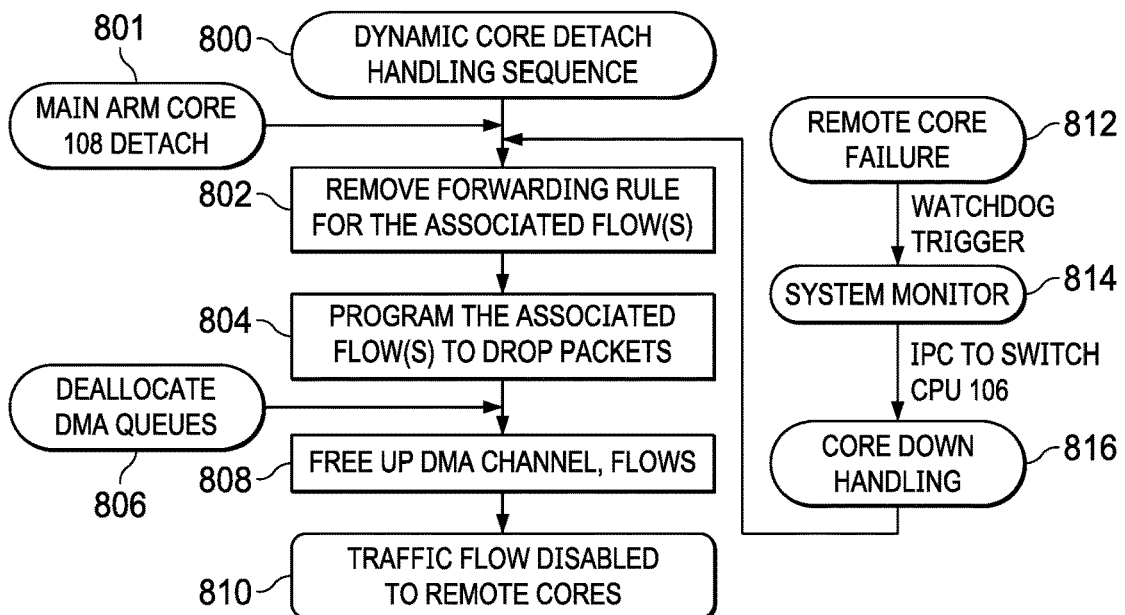 801
MAIN ARM CORE
108 DETACH
800
DYNAMIC CORE DETACH
HANDLING SEQUENCE
802
REMOVE FORWARDING RULE
FOR THE ASSOCIATED FLOW(S)
804
PROGRAM THE ASSOCIATED
FLOW(S) TO DROP PACKETS
DEALLOCATE
DMA QUEUES
806
808
FREE UP DMA CHANNEL, FLOWS
810
TRAFFIC FLOW DISABLED
TO REMOTE CORES
REMOTE CORE
FAILURE
812
WATCHDOG
TRIGGER
SYSTEM MONITOR
814
IPC TO SWITCH
CPU 106
CORE DOWN
HANDLING
816